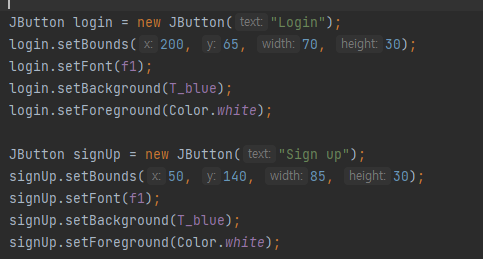 JButton login = new JButton( text: "Login");
login.setBounds( x: 200, y: 65, width: 70, height: 30);
login.setFont(f1);
login.setBackground(T_blue);
login.setForeground(Color.white);
JButton signUp = new JButton( text: "Sign up");
signUp.setBounds( x: 50, y: 140, width: 85, height: 30);
signUp.setFont(f1);
signUp.setBackground(T_blue);
signUp.setForeground(Color.white);